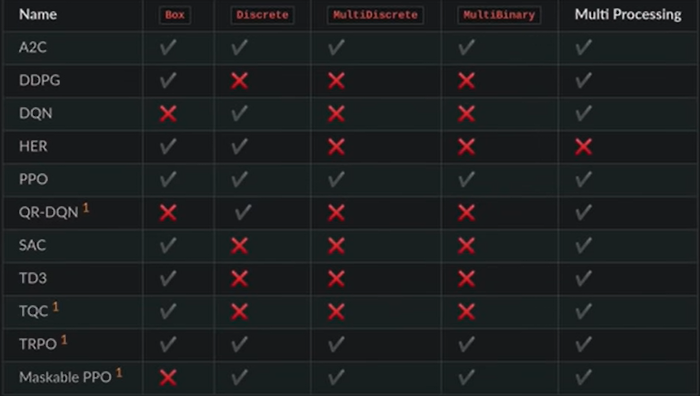 Name Box Discrete MultiDiscrete MultiBinary Multi Processing
A2C ✔ ✔ ✔ ✔ ✔
DDPG ✔ ❌ ❌ ❌ ✔
DQN ❌ ✔ ❌ ❌ ✔
HER ✔ ✔ ❌ ❌ ❌
PPO ✔ ✔ ✔ ✔ ✔
QR-DQN 1 ❌ ✔ ❌ ❌ ✔
SAC ✔ ❌ ❌ ❌ ✔
TD3 ✔ ❌ ❌ ❌ ✔
TQC 1 ✔ ❌ ❌ ❌ ✔
TRPO 1 ✔ ✔ ✔ ✔ ✔
Maskable PPO 1 ❌ ✔ ✔ ✔ ✔